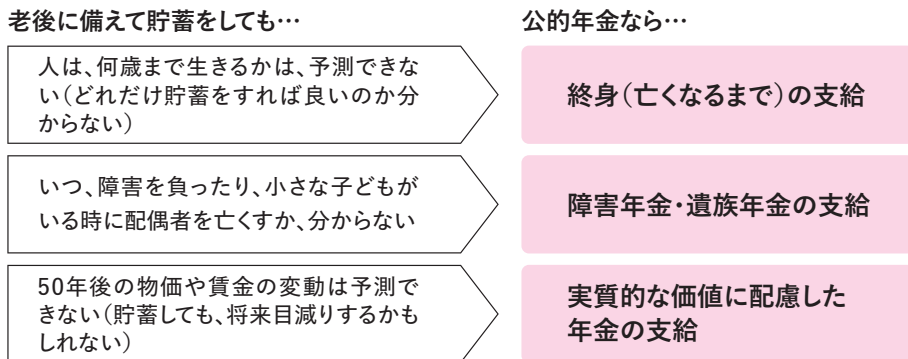 老後に備えて貯蓄をしても…
公的年金なら…
人は、何歳まで生きるかは、予測できな
い（どれだけ貯蓄をすれば良いのか分
からない）
終身（亡くなるまで）の支給
いつ、障害を負ったり、小さな子どもが
いる時に配偶者を亡くすか、分からない
障害年金・遺族年金の支給
50年後の物価や賃金の変動は予測で
きない（貯蓄しても、将来目減りするかも
しれない）
実質的な価値に配慮した
年金の支給